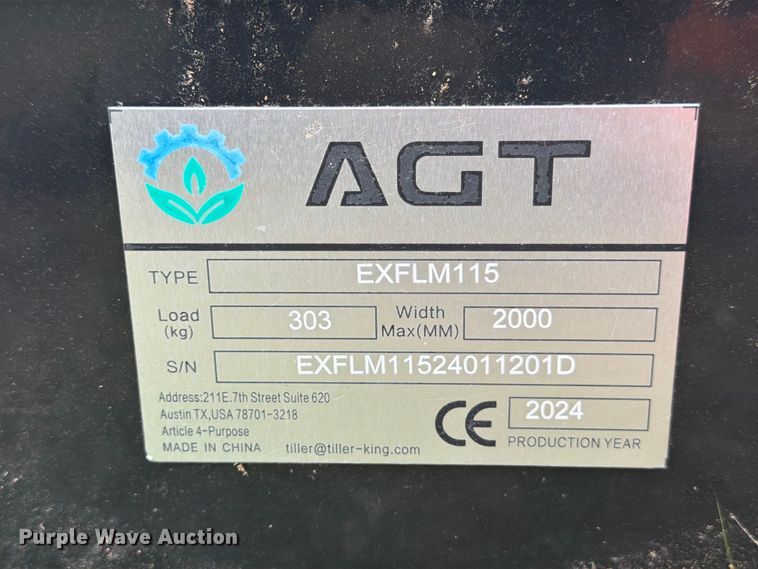 AGT
TYPE EXFLM115
Load (kg) 303 Width Max(MM) 2000
S/N EXFLM11524011201D
Address:211E.7th Street Suite 620
Austin TX,USA 78701-3218
Article 4-Purpose
MADE IN CHINA tiller@tiller-king.com
CE 2024
PRODUCTION YEAR
Purple Wave Auction